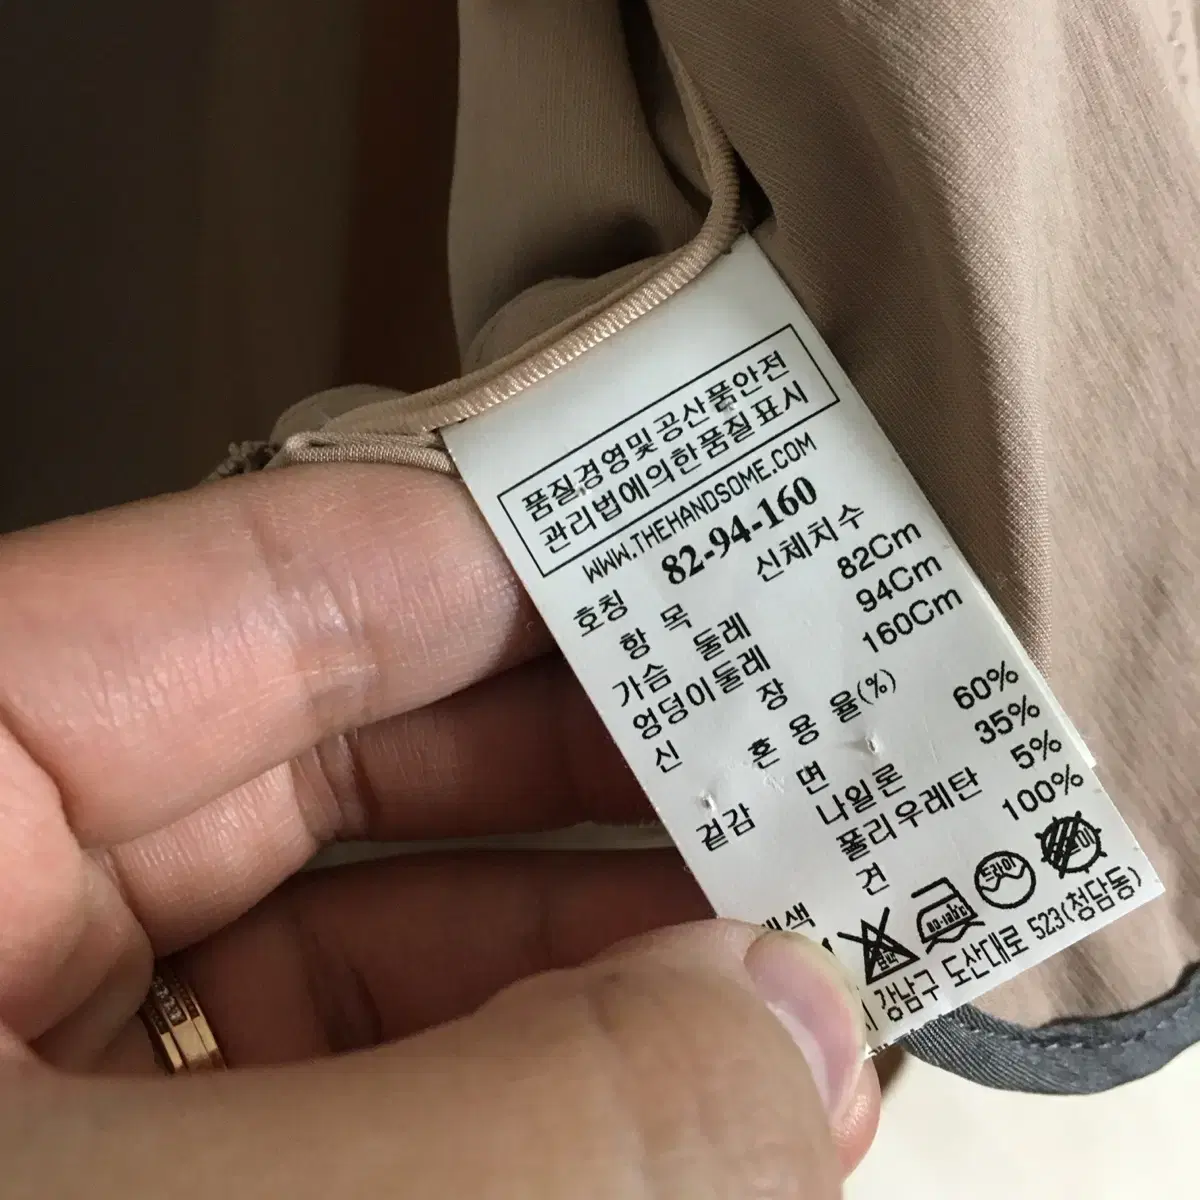 품질경영및공산품안전
관리법에의한품질표시
WWW.THEHANDSOME.COM
호칭 82-94-160
항 목 신체치수
가슴 둘레 82Cm
엉덩이둘레 94Cm
신 장 160Cm
혼 용 율(%)
겉감 면 60%
나일론 35%
폴리우레탄 5%
견 100%
배색
80-120℃ 드라이
강남구 도산대로 523(청담동)